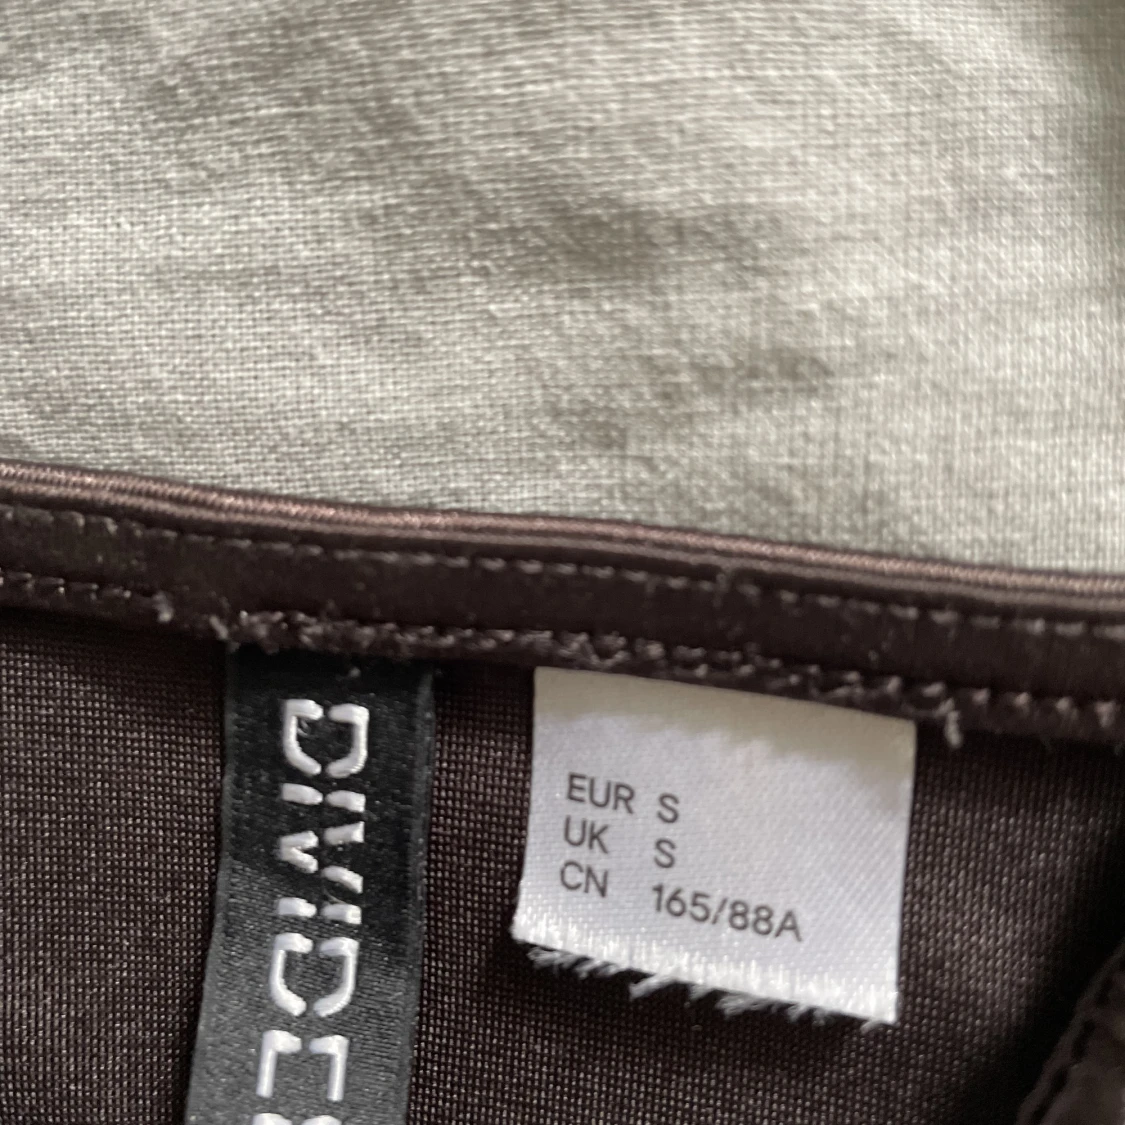 DIVIDED
EUR S
UK S
CN 165/88A